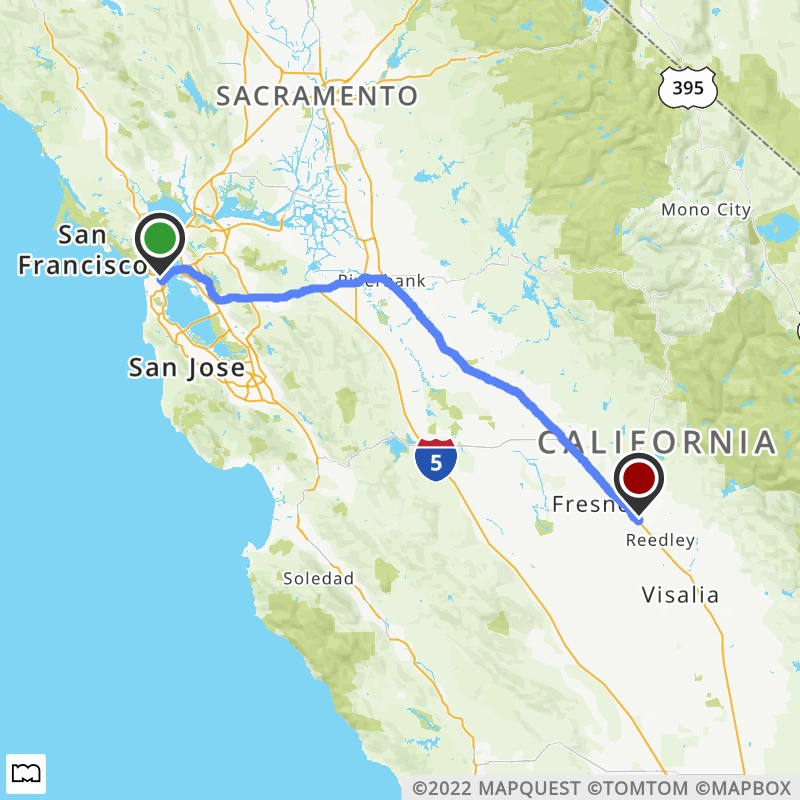 395
SACRAMENTO
Mono City
San
Francisco
Riverbank
San Jose
CALIFORNIA
5
Fresno
Reedley
Soledad
Visalia
©2022 MAPQUEST ©TOMTOM ©MAPBOX